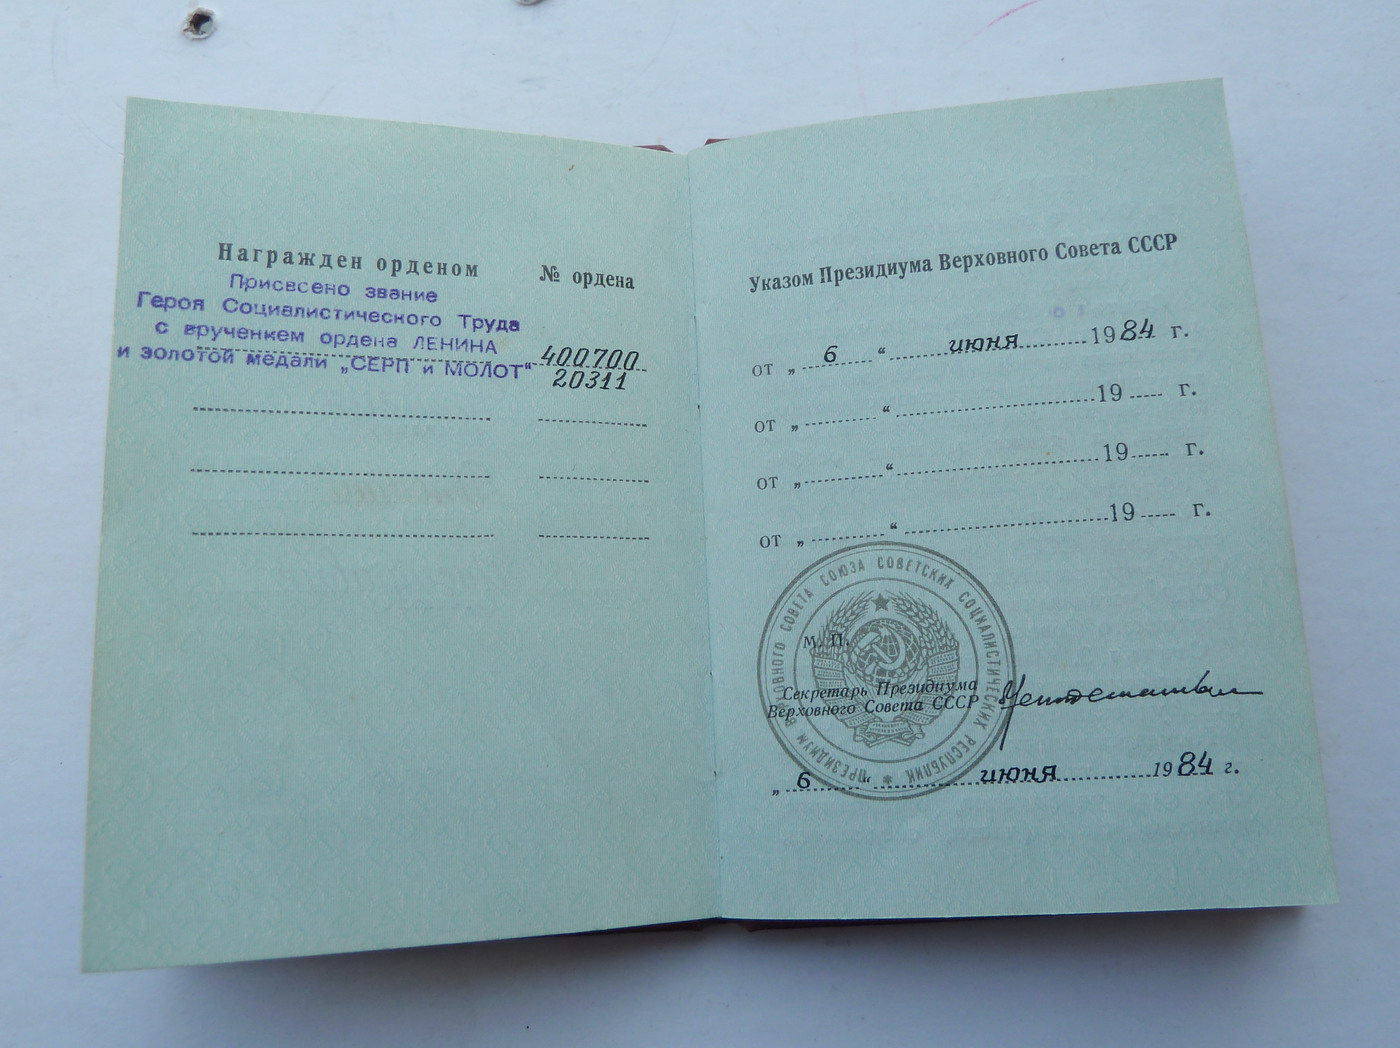 Награжден орденом
№ ордена
Присвсено звание
Героя Социалистического Труда
с вручением ордена ЛЕНИНА
и золотой медали „СЕРП и МОЛОТ“
400700
20311
Указом Президиума Верховного Совета СССР
от „ 6 “ июня 1984 г.
от „ “ 19 г.
от „ “ 19 г.
от „ “ 19 г.
ПРЕЗИДИУМ ВЕРХОВНОГО СОВЕТА СОЮЗА СОВЕТСКИХ СОЦИАЛИСТИЧЕСКИХ РЕСПУБЛИК
М. П.
Секретарь Президиума
Верховного Совета СССР
„ 6 “ июня 1984 г.